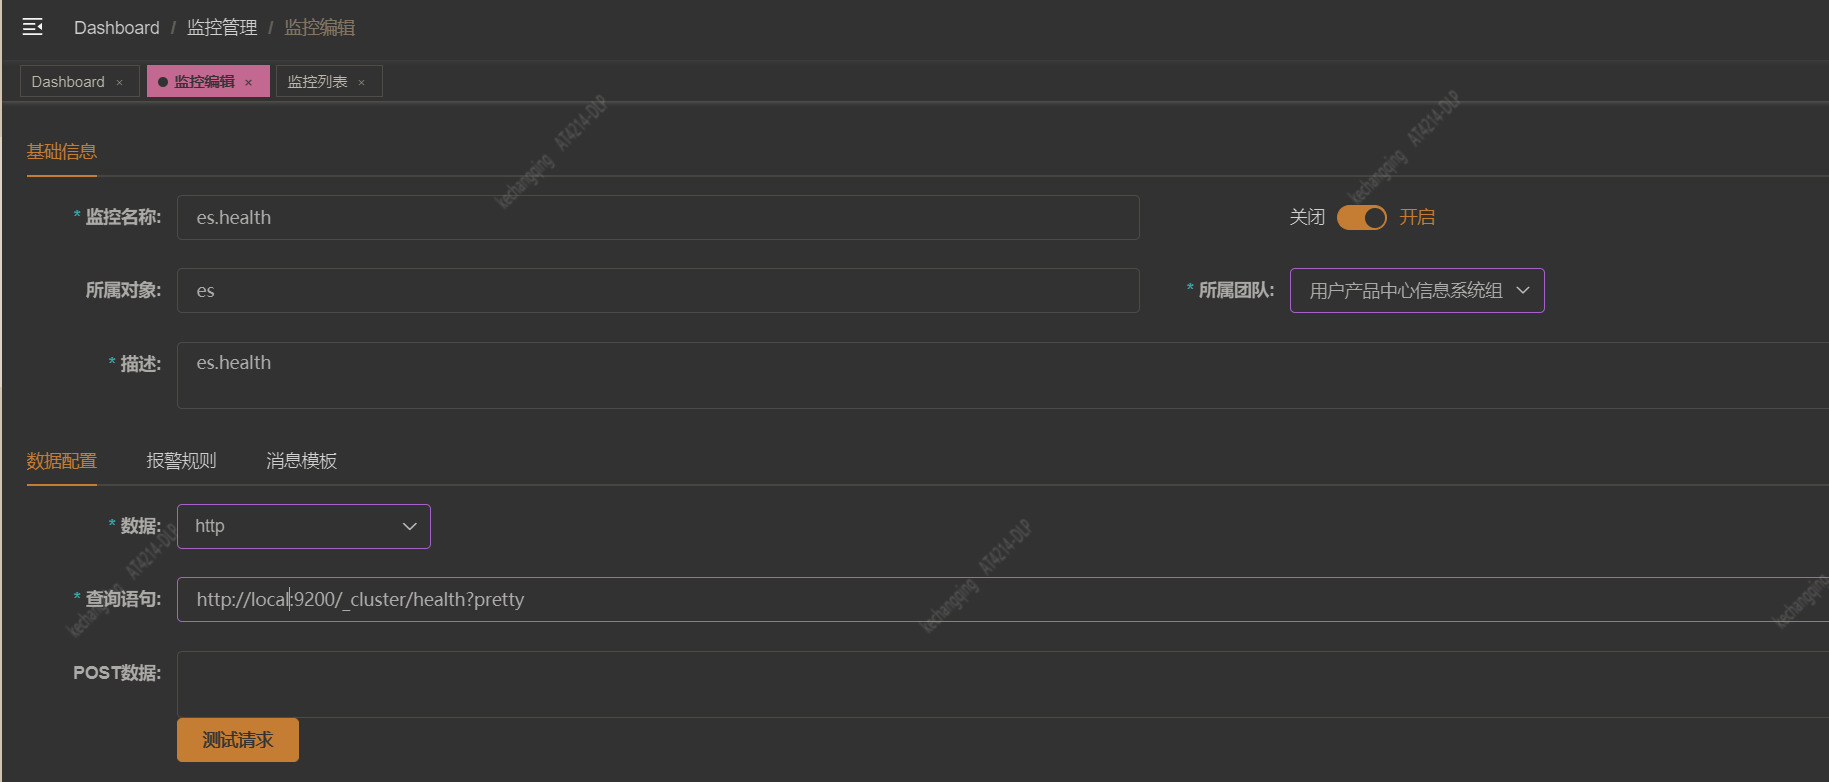 Dashboard / 监控管理 / 监控编辑
Dashboard × 监控编辑 × 监控列表 ×
基础信息
* 监控名称: es.health 关闭 开启
所属对象: es * 所属团队: 用户产品中心信息系统组
* 描述: es.health
数据配置 报警规则 消息模板
* 数据: http
* 查询语句: http://local:9200/_cluster/health?pretty
POST数据:
测试请求
kechangqing AT4214-DLP
kechangqing AT4214-DLP
kechangqing AT4214-DLP
kechangqing AT4214-DLP
kechangqing